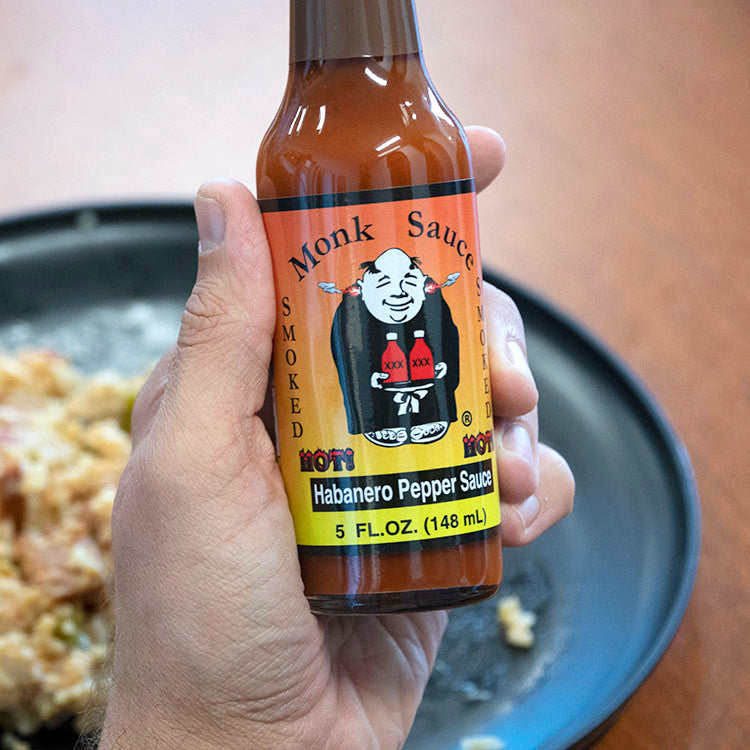 Monk Sauce
SMOKED
SMOKED
XXX XXX
®
HOT! HOT!
Habanero Pepper Sauce
5 FL.OZ. (148 mL)